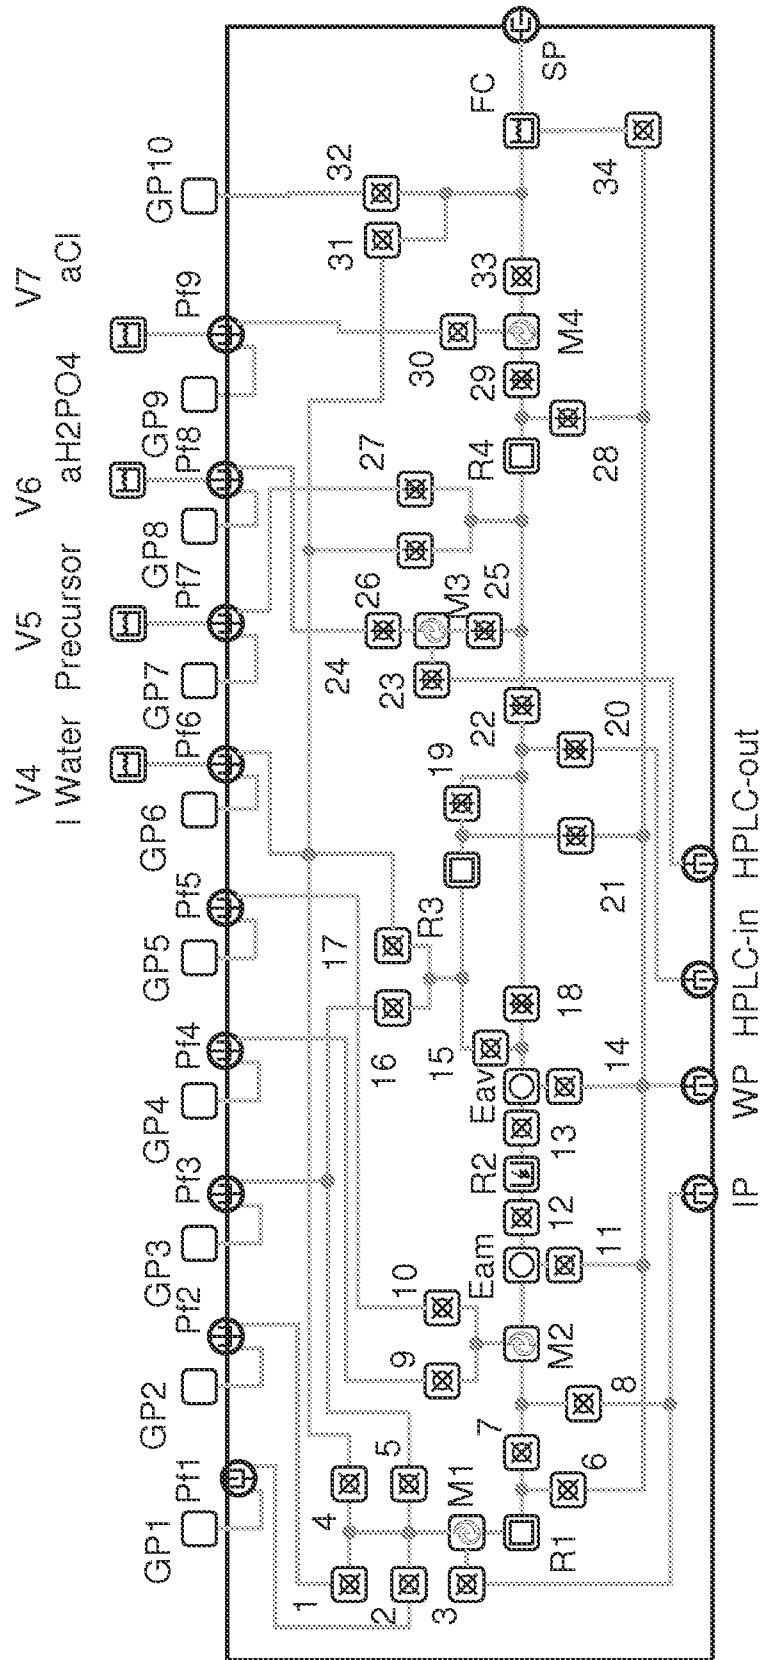 V4 V5 V6 V7
I Water Precursor aH2PO4 aCl
GP1 GP2 GP3 GP4 GP5 GP6 GP7 GP8 GP9 GP10
Pf1 Pf2 Pf3 Pf4 Pf5 Pf6 Pf7 Pf8 Pf9
1 4 17 24 31 32
2 5 16 26 27
9 10 23 30
3 15 R3 19
M1 M3
7 Eam R2 Eav 22 25 R4 29 33 FC
R1 M2 12 13 18 M4 SP
6 8 11 14 21 20 28 34
IP WP HPLC-in HPLC-out